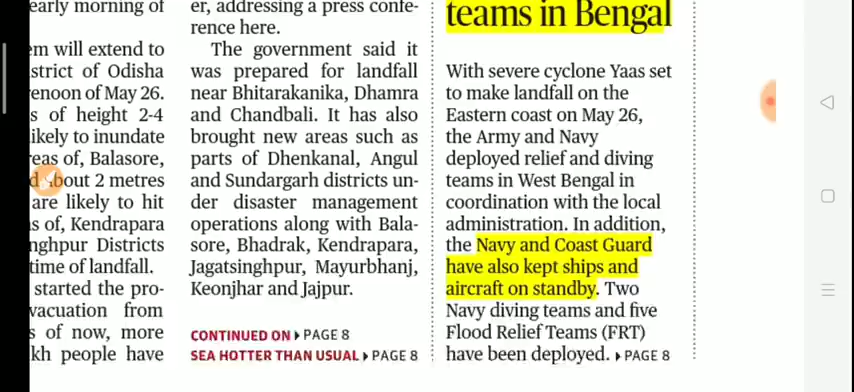 early morning of
em will extend to
strict of Odisha
enoon of May 26.
s of height 2-4
ikely to inundate
eas of, Balasore,
d about 2 metres
are likely to hit
s of, Kendrapara
nghpur Districts
time of landfall.
started the pro-
vacuation from
s of now, more
kh people have
er, addressing a press confe-
rence here.
The government said it
was prepared for landfall
near Bhitarakanika, Dhamra
and Chandbali. It has also
brought new areas such as
parts of Dhenkanal, Angul
and Sundargarh districts un-
der disaster management
operations along with Bala-
sore, Bhadrak, Kendrapara,
Jagatsinghpur, Mayurbhanj,
Keonjhar and Jajpur.
CONTINUED ON PAGE 8
SEA HOTTER THAN USUAL PAGE 8
teams in Bengal
With severe cyclone Yaas set
to make landfall on the
Eastern coast on May 26,
the Army and Navy
deployed relief and diving
teams in West Bengal in
coordination with the local
administration. In addition,
the Navy and Coast Guard
have also kept ships and
aircraft on standby. Two
Navy diving teams and five
Flood Relief Teams (FRT)
have been deployed. PAGE 8